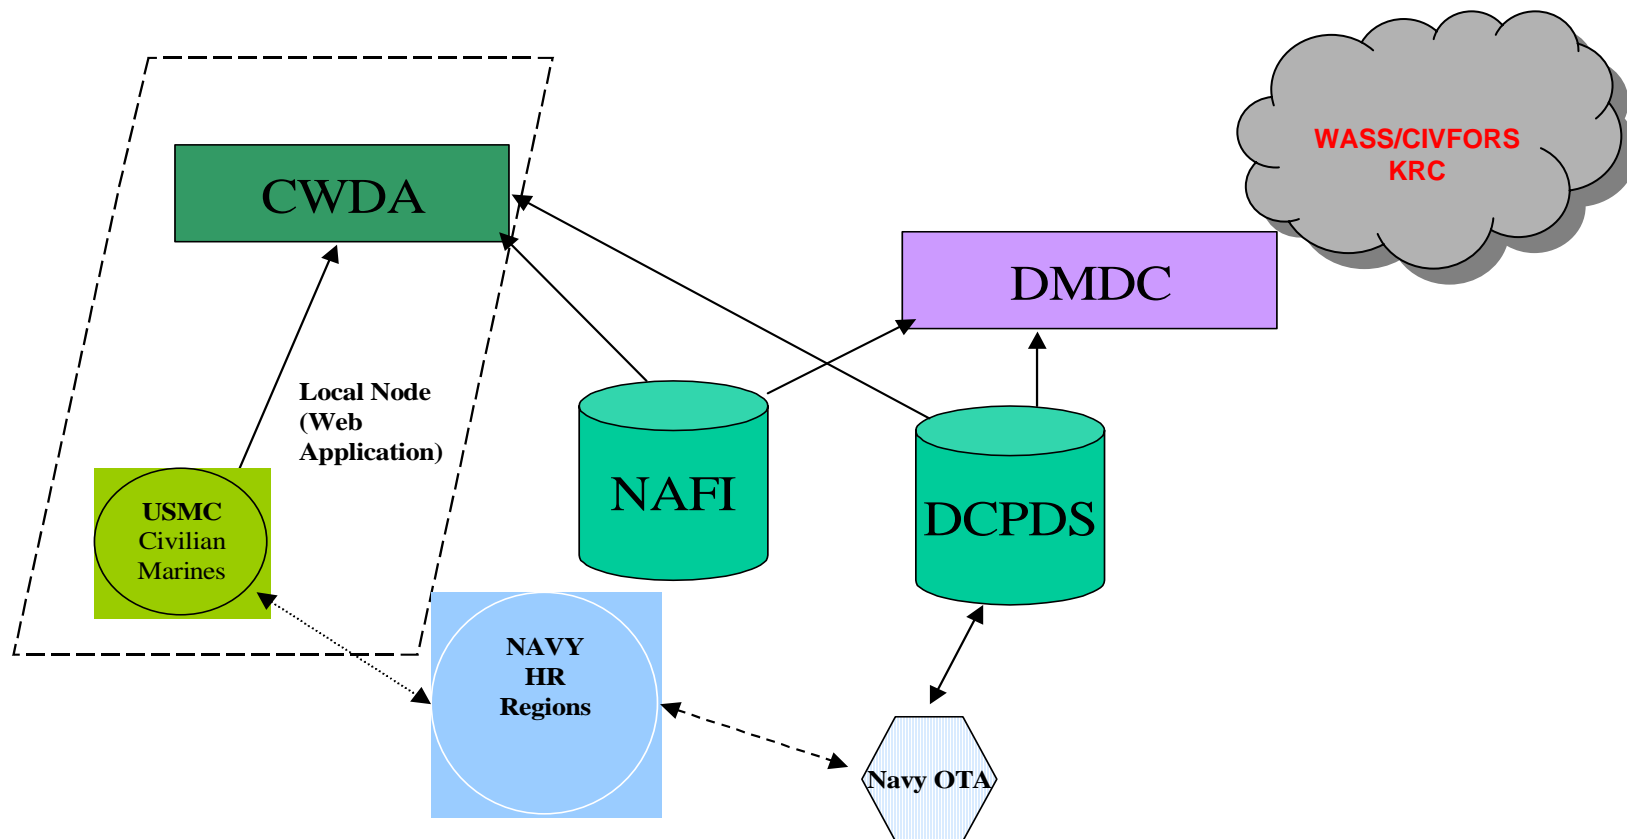 WASS/CIVFORS
KRC
CWDA
DMDC
Local Node
(Web
Application)
NAFI
DCPDS
USMC
Civilian
Marines
NAVY
HR
Regions
Navy OTA